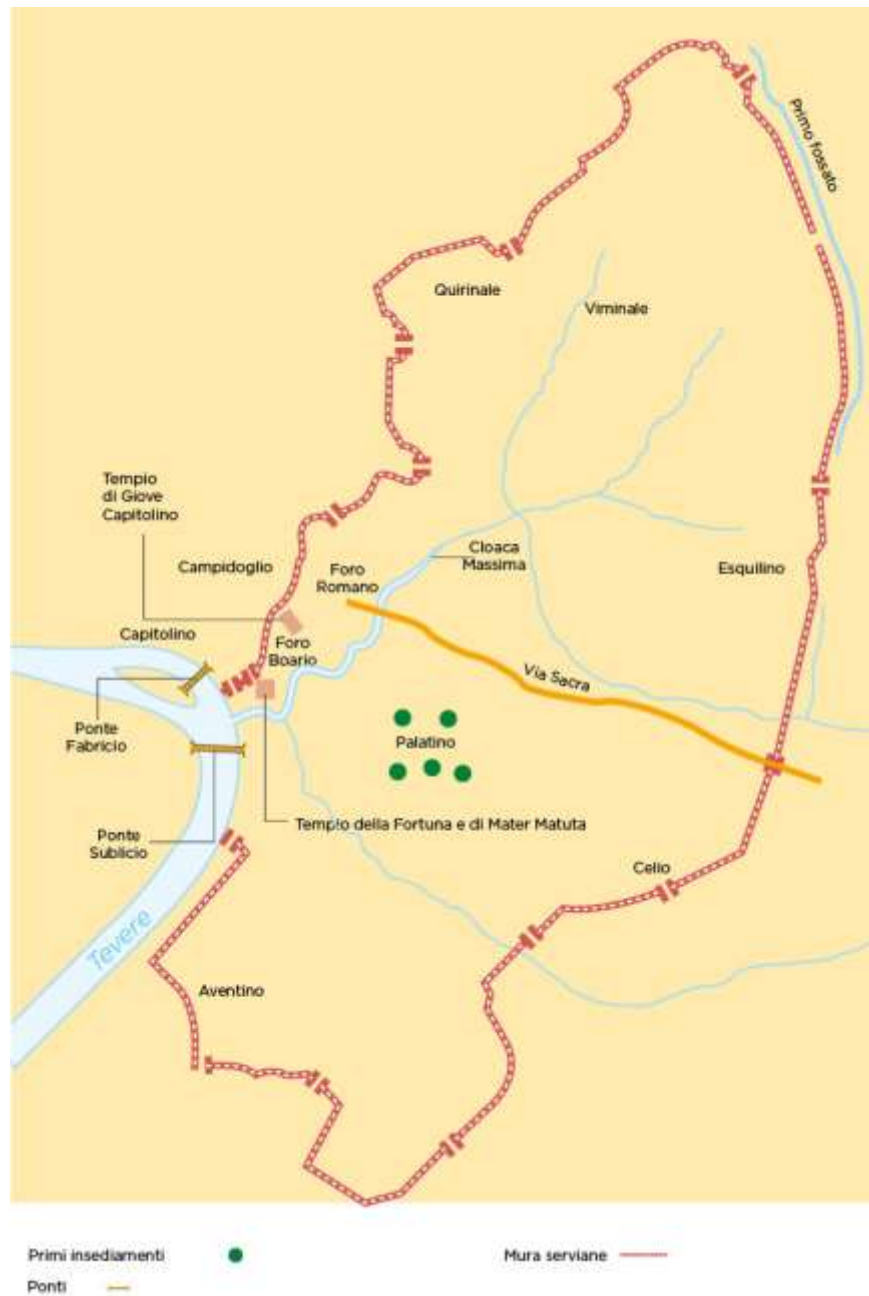 Primo fossato
Quirinale
Viminale
Tempio
di Giove
Capitolino
Campidoglio
Foro
Romano
Cloaca
Massima
Esquilino
Capitolino
Foro
Boario
Via Sacra
Ponte
Fabricio
Palatino
Ponte
Sublicio
Tempio della Fortuna e di Mater Matuta
Celio
Tevere
Aventino
Primi insediamenti
Mura serviane
Ponti